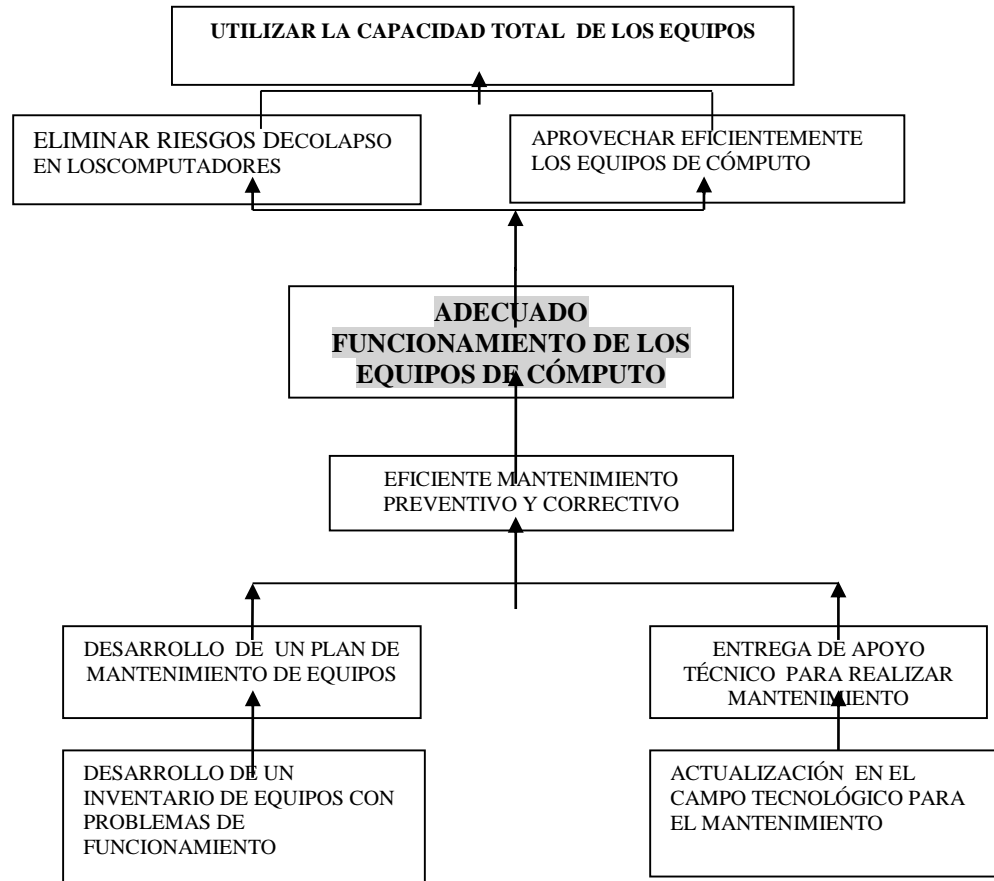 UTILIZAR LA CAPACIDAD TOTAL DE LOS EQUIPOS
ELIMINAR RIESGOS DECOLAPSO
EN LOSCOMPUTADORES
APROVECHAR EFICIENTEMENTE
LOS EQUIPOS DE CÓMPUTO
ADECUADO
FUNCIONAMIENTO DE LOS
EQUIPOS DE CÓMPUTO
EFICIENTE MANTENIMIENTO
PREVENTIVO Y CORRECTIVO
DESARROLLO DE UN PLAN DE
MANTENIMIENTO DE EQUIPOS
ENTREGA DE APOYO
TÉCNICO PARA REALIZAR
MANTENIMIENTO
DESARROLLO DE UN
INVENTARIO DE EQUIPOS CON
PROBLEMAS DE
FUNCIONAMIENTO
ACTUALIZACIÓN EN EL
CAMPO TECNOLÓGICO PARA
EL MANTENIMIENTO